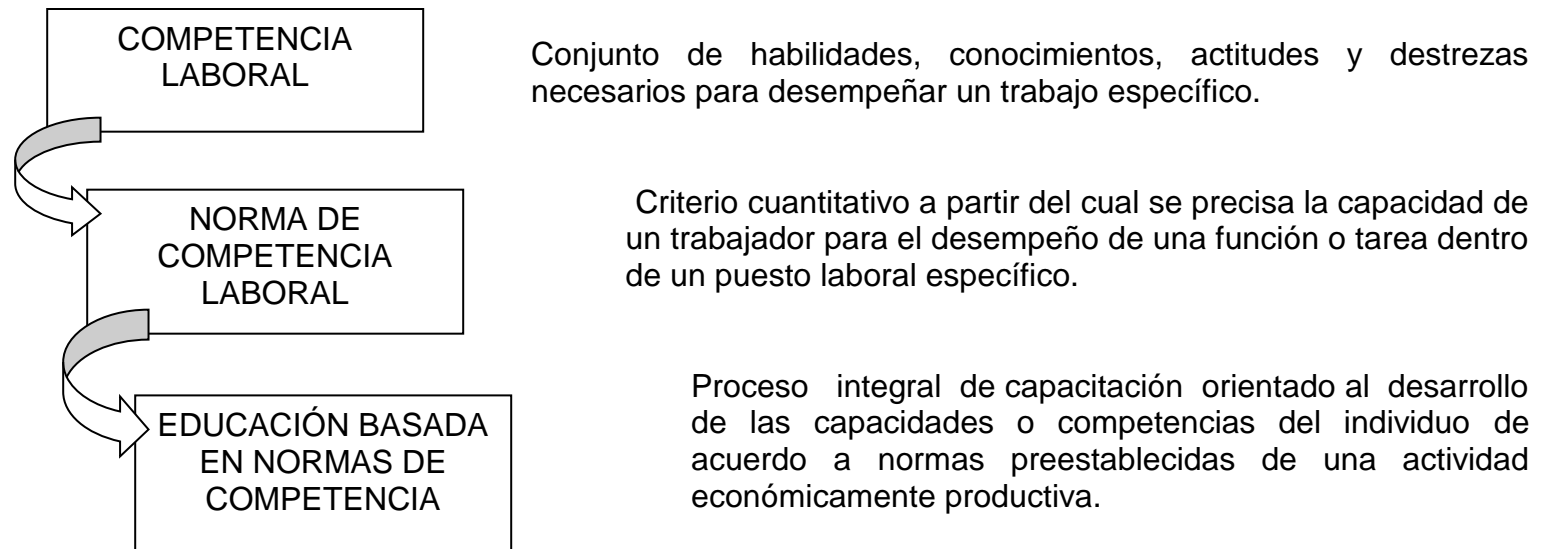 COMPETENCIA
LABORAL
Conjunto de habilidades, conocimientos, actitudes y destrezas
necesarios para desempeñar un trabajo específico.
NORMA DE
COMPETENCIA
LABORAL
Criterio cuantitativo a partir del cual se precisa la capacidad de
un trabajador para el desempeño de una función o tarea dentro
de un puesto laboral específico.
EDUCACIÓN BASADA
EN NORMAS DE
COMPETENCIA
Proceso integral de capacitación orientado al desarrollo
de las capacidades o competencias del individuo de
acuerdo a normas preestablecidas de una actividad
económicamente productiva.